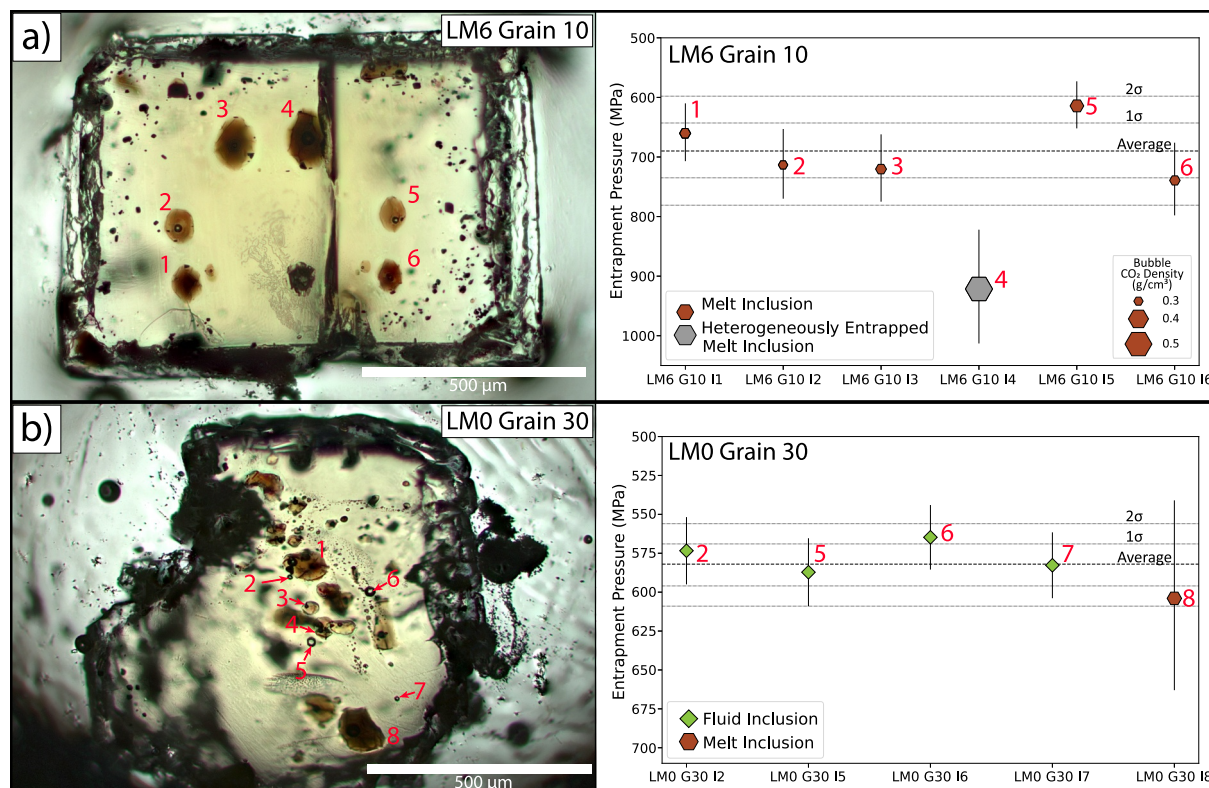 a)
LM6 Grain 10
3
4
2
5
1
6
500 µm
LM6 Grain 10
Entrapment Pressure (MPa)
500
600
700
800
900
1000
1
2
3
4
5
6
2σ
1σ
Average
Melt Inclusion
Heterogeneously Entrapped
Melt Inclusion
Bubble
CO₂ Density
(g/cm³)
0.3
0.4
0.5
LM6 G10 I1
LM6 G10 I2
LM6 G10 I3
LM6 G10 I4
LM6 G10 I5
LM6 G10 I6
b)
LM0 Grain 30
1
2
6
3
4
5
7
8
500 µm
LM0 Grain 30
Entrapment Pressure (MPa)
500
525
550
575
600
625
650
675
700
2
5
6
7
8
2σ
1σ
Average
Fluid Inclusion
Melt Inclusion
LM0 G30 I2
LM0 G30 I5
LM0 G30 I6
LM0 G30 I7
LM0 G30 I8